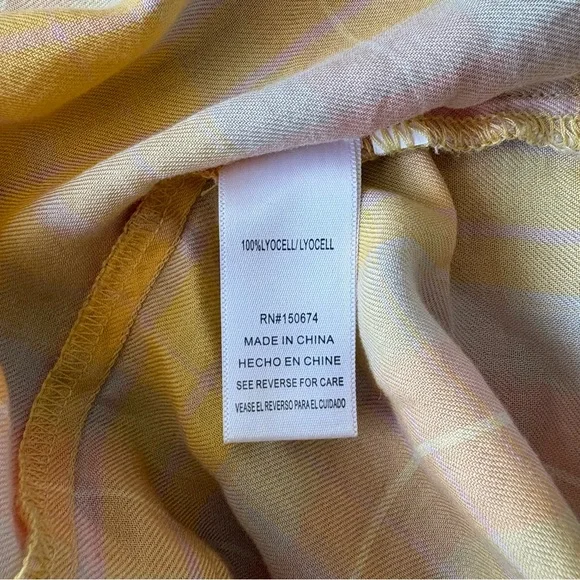 100%LYOCELL/LYOCELL
RN#150674
MADE IN CHINA
HECHO EN CHINE
SEE REVERSE FOR CARE
VEASE EL REVERSO PARA EL CUIDADO